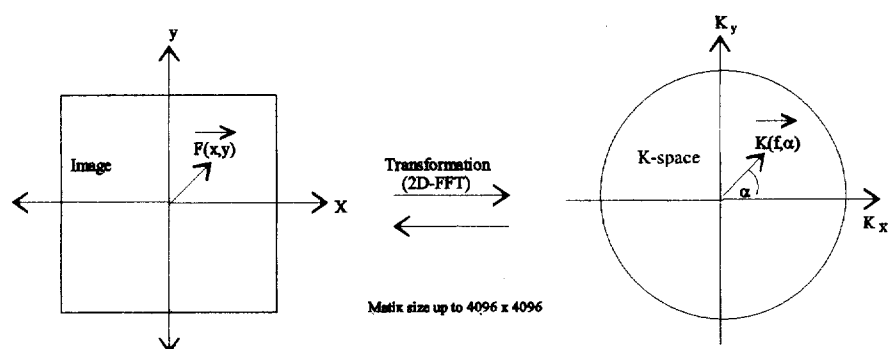 y
Image
F(x,y)
X
Transformation
(2D-FFT)
Matix size up to 4096 x 4096
K y
K-space
K(f,α)
α
K X